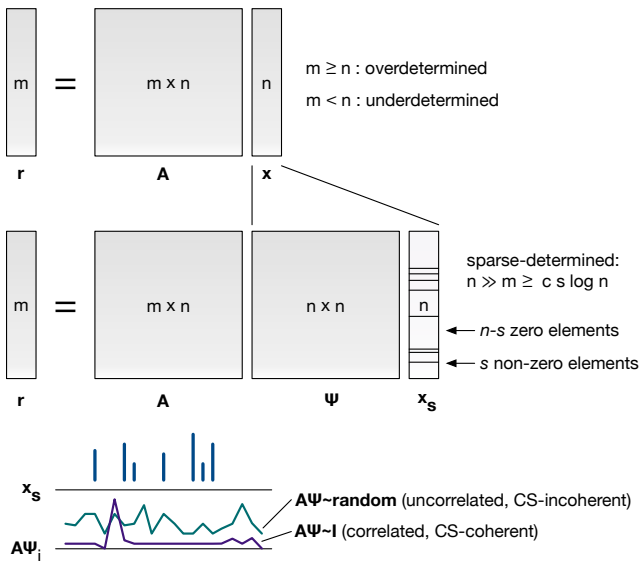 m = m x n n
m ≥ n : overdetermined
m < n : underdetermined
r A x
sparse-determined:
n ≫ m ≥ c s log n
m = m x n n x n n
n-s zero elements
s non-zero elements
r A Ψ xs
xs
AΨ~random (uncorrelated, CS-incoherent)
AΨ~I (correlated, CS-coherent)
AΨi